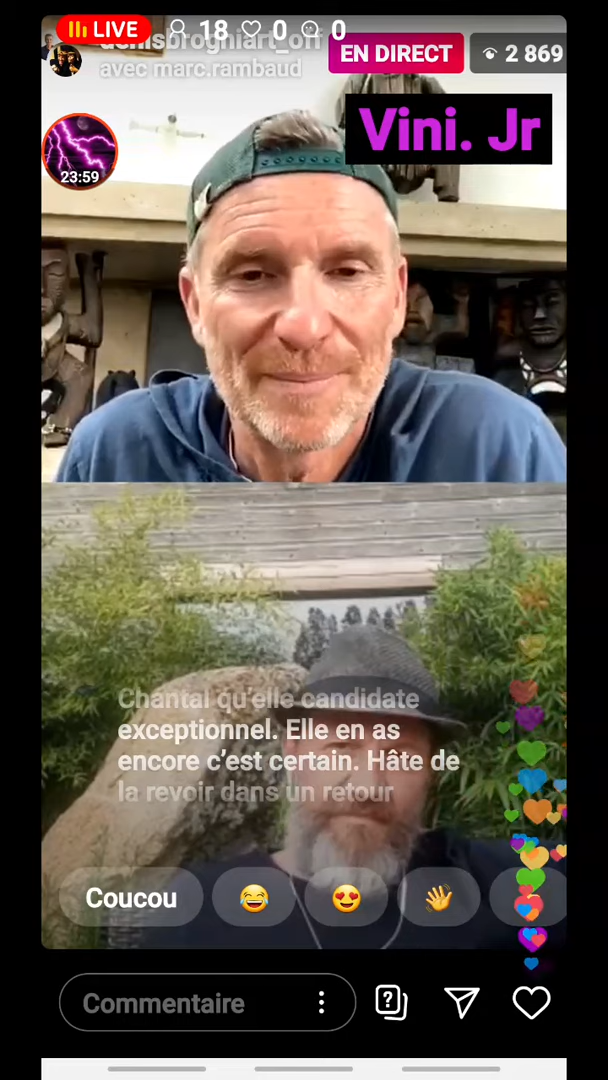 LIVE 18 0 0
denisbrogniart_off
avec marc.rambaud
EN DIRECT
2 869
Vini. Jr
23:59
Chantal qu'elle candidate
exceptionnel. Elle en as
encore c'est certain. Hâte de
la revoir dans un retour
Coucou
Commentaire